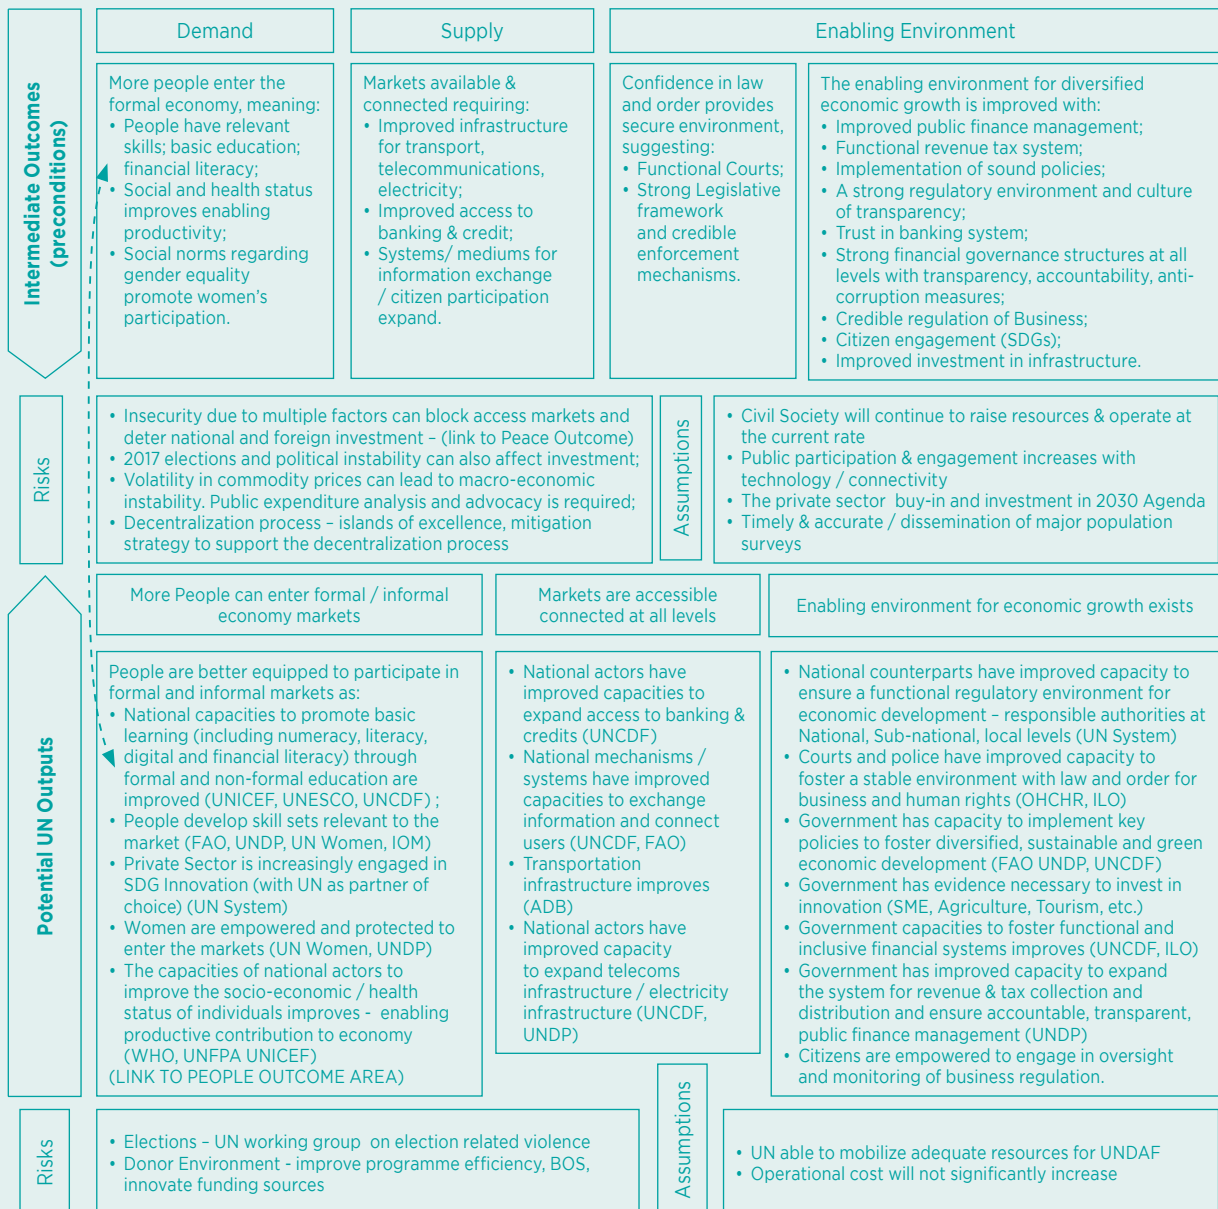 Demand
Supply
Enabling Environment
Intermediate Outcomes
(preconditions)
More people enter the
formal economy, meaning:
• People have relevant
skills; basic education;
financial literacy;
• Social and health status
improves enabling
productivity;
• Social norms regarding
gender equality
promote women's
participation.
Markets available &
connected requiring:
• Improved infrastructure
for transport,
telecommunications,
electricity;
• Improved access to
banking & credit;
• Systems/ mediums for
information exchange
/ citizen participation
expand.
Confidence in law
and order provides
secure environment,
suggesting:
• Functional Courts;
• Strong Legislative
framework
and credible
enforcement
mechanisms.
The enabling environment for diversified
economic growth is improved with:
• Improved public finance management;
• Functional revenue tax system;
• Implementation of sound policies;
• A strong regulatory environment and culture
of transparency;
• Trust in banking system;
• Strong financial governance structures at all
levels with transparency, accountability, anti-
corruption measures;
• Credible regulation of Business;
• Citizen engagement (SDGs);
• Improved investment in infrastructure.
Risks
• Insecurity due to multiple factors can block access markets and
deter national and foreign investment – (link to Peace Outcome)
• 2017 elections and political instability can also affect investment;
• Volatility in commodity prices can lead to macro-economic
instability. Public expenditure analysis and advocacy is required;
• Decentralization process – islands of excellence, mitigation
strategy to support the decentralization process
Assumptions
• Civil Society will continue to raise resources & operate at
the current rate
• Public participation & engagement increases with
technology / connectivity
• The private sector buy-in and investment in 2030 Agenda
• Timely & accurate / dissemination of major population
surveys
Potential UN Outputs
More People can enter formal / informal
economy markets
Markets are accessible
connected at all levels
Enabling environment for economic growth exists
People are better equipped to participate in
formal and informal markets as:
• National capacities to promote basic
learning (including numeracy, literacy,
digital and financial literacy) through
formal and non-formal education are
improved (UNICEF, UNESCO, UNCDF) ;
• People develop skill sets relevant to the
market (FAO, UNDP, UN Women, IOM)
• Private Sector is increasingly engaged in
SDG Innovation (with UN as partner of
choice) (UN System)
• Women are empowered and protected to
enter the markets (UN Women, UNDP)
• The capacities of national actors to
improve the socio-economic / health
status of individuals improves - enabling
productive contribution to economy
(WHO, UNFPA UNICEF)
(LINK TO PEOPLE OUTCOME AREA)
• National actors have
improved capacities to
expand access to banking &
credits (UNCDF)
• National mechanisms /
systems have improved
capacities to exchange
information and connect
users (UNCDF, FAO)
• Transportation
infrastructure improves
(ADB)
• National actors have
improved capacity
to expand telecoms
infrastructure / electricity
infrastructure (UNCDF,
UNDP)
• National counterparts have improved capacity to
ensure a functional regulatory environment for
economic development – responsible authorities at
National, Sub-national, local levels (UN System)
• Courts and police have improved capacity to
foster a stable environment with law and order for
business and human rights (OHCHR, ILO)
• Government has capacity to implement key
policies to foster diversified, sustainable and green
economic development (FAO UNDP, UNCDF)
• Government has evidence necessary to invest in
innovation (SME, Agriculture, Tourism, etc.)
• Government capacities to foster functional and
inclusive financial systems improves (UNCDF, ILO)
• Government has improved capacity to expand
the system for revenue & tax collection and
distribution and ensure accountable, transparent,
public finance management (UNDP)
• Citizens are empowered to engage in oversight
and monitoring of business regulation.
Risks
• Elections – UN working group on election related violence
• Donor Environment - improve programme efficiency, BOS,
innovate funding sources
Assumptions
• UN able to mobilize adequate resources for UNDAF
• Operational cost will not significantly increase